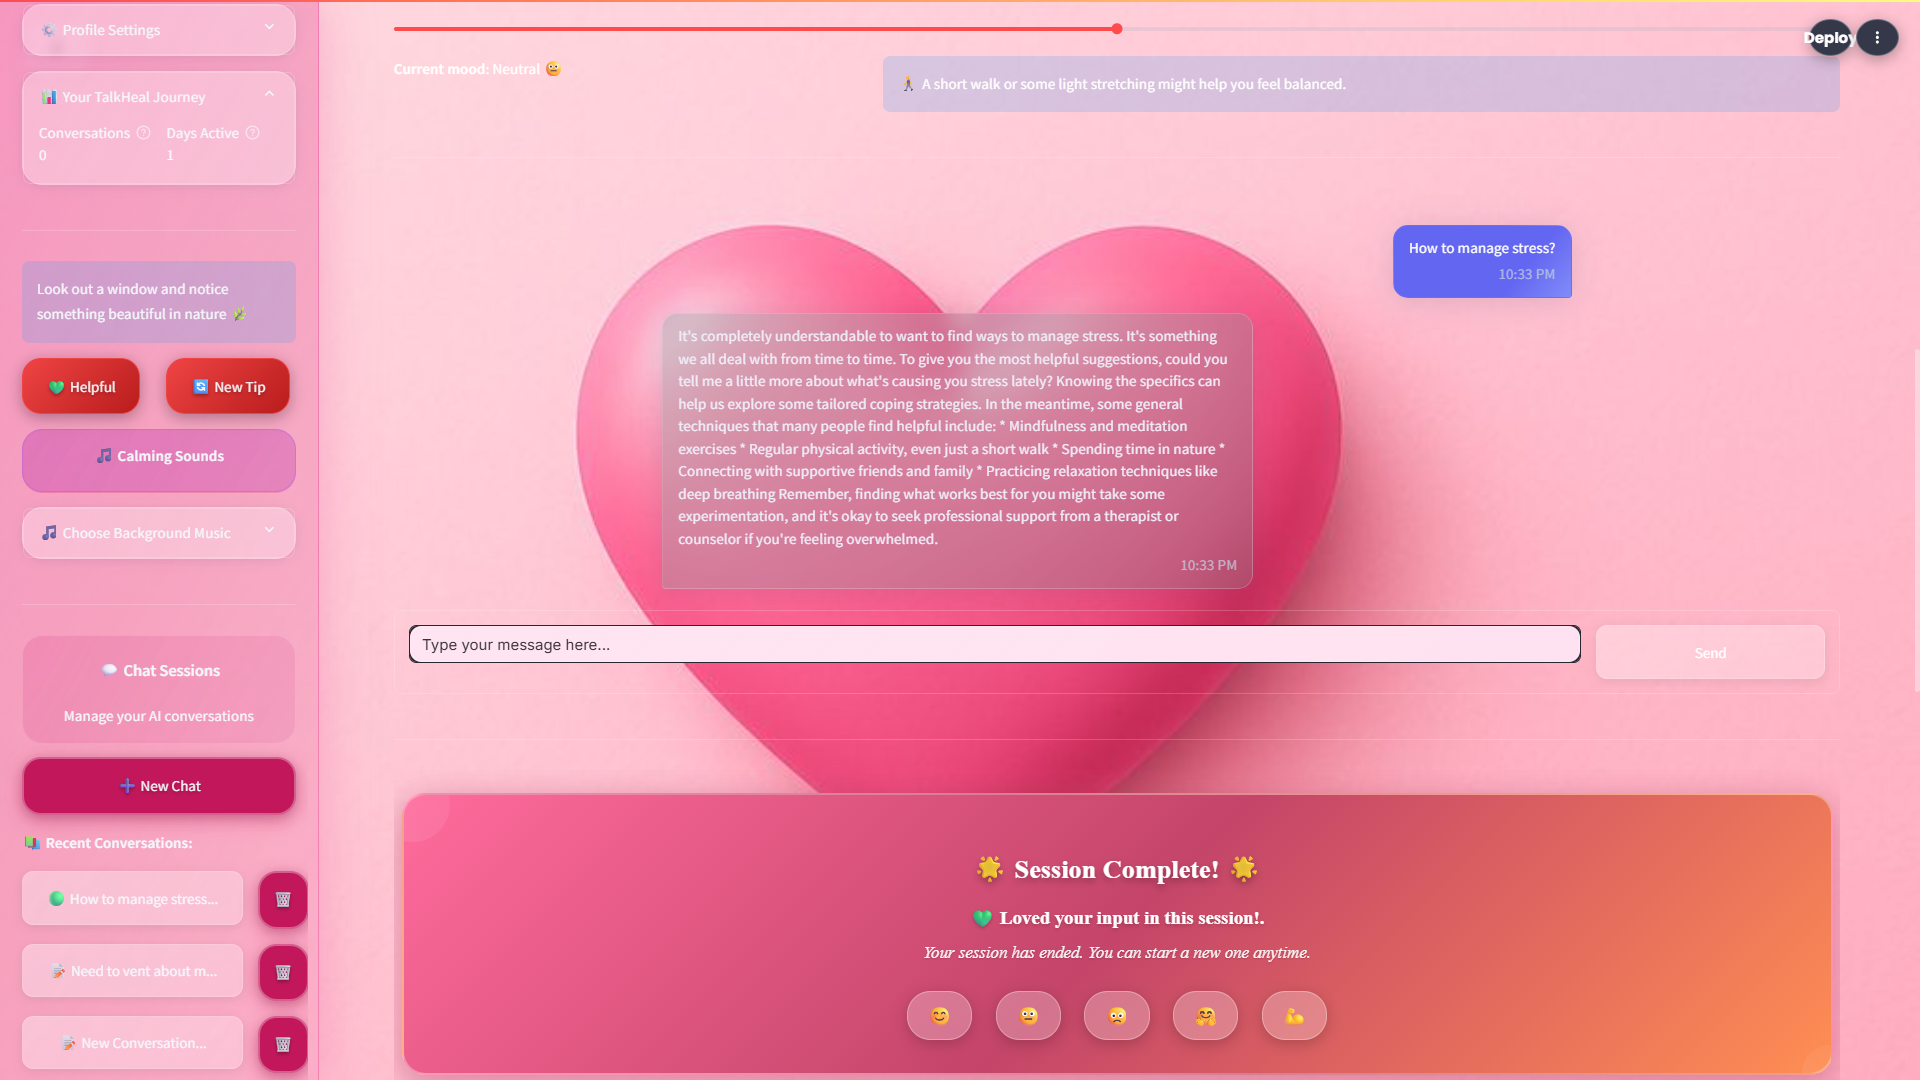 Profile Settings
Your TalkHeal Journey
Conversations
Days Active
0
1
Look out a window and notice
something beautiful in nature 🌿
💚 Helpful
🔄 New Tip
🎵 Calming Sounds
🎵 Choose Background Music
💬 Chat Sessions
Manage your AI conversations
➕ New Chat
📚 Recent Conversations:
🟢 How to manage stress...
📝 Need to vent about m...
📝 New Conversation...
Deploy
Current mood: Neutral 😐
A short walk or some light stretching might help you feel balanced.
How to manage stress?
10:33 PM
It's completely understandable to want to find ways to manage stress. It's something
we all deal with from time to time. To give you the most helpful suggestions, could you
tell me a little more about what's causing you stress lately? Knowing the specifics can
help us explore some tailored coping strategies. In the meantime, some general
techniques that many people find helpful include: * Mindfulness and meditation
exercises * Regular physical activity, even just a short walk * Spending time in nature *
Connecting with supportive friends and family * Practicing relaxation techniques like
deep breathing Remember, finding what works best for you might take some
experimentation, and it's okay to seek professional support from a therapist or
counselor if you're feeling overwhelmed.
10:33 PM
Type your message here...
Send
🌟 Session Complete! 🌟
💚 Loved your input in this session!.
Your session has ended. You can start a new one anytime.